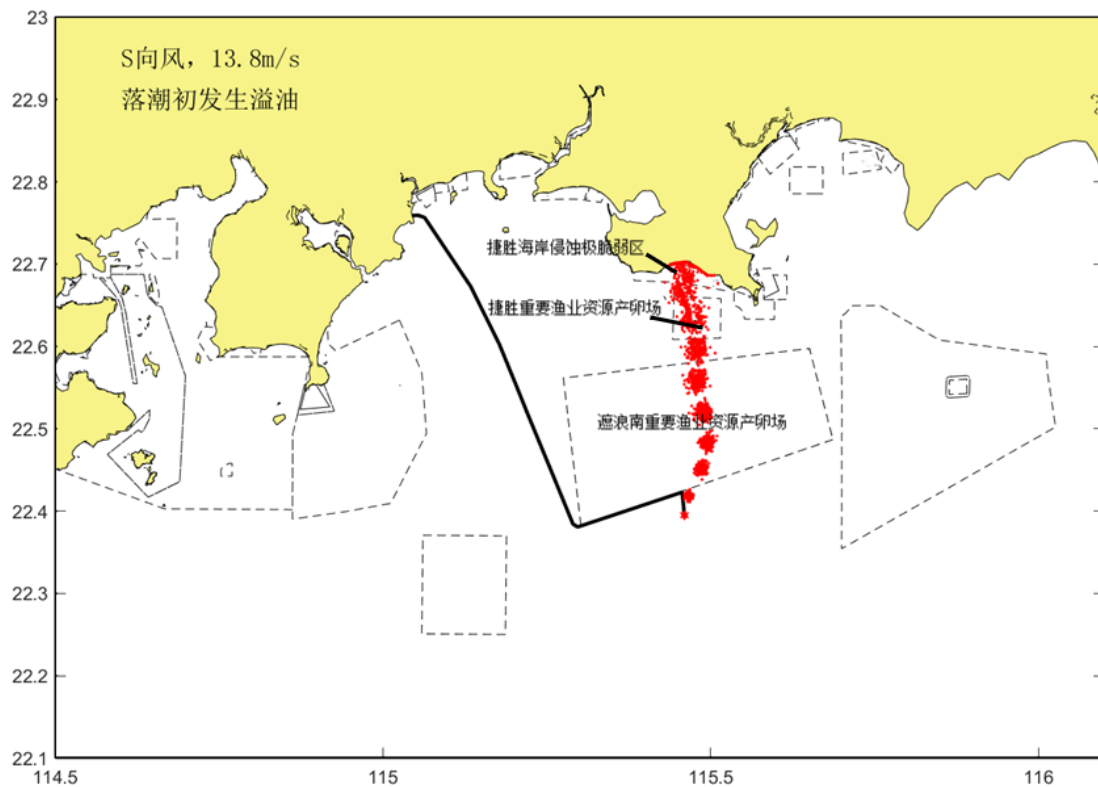 23
S向风，13.8m/s
落潮初发生溢油
22.9
22.8
捷胜海岸侵蚀极脆弱区
22.7
捷胜重要渔业资源产卵场
22.6
遮浪南重要渔业资源产卵场
22.5
22.4
22.3
22.2
22.1
114.5
115
115.5
116